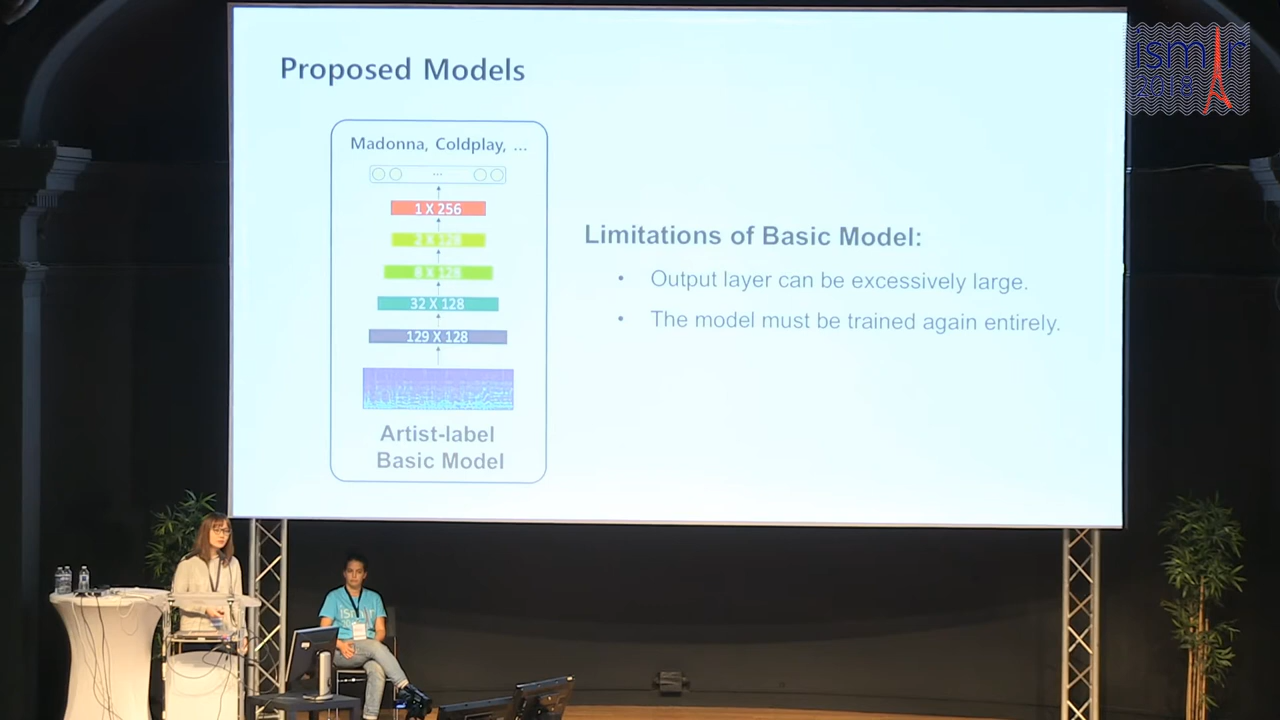 Proposed Models
Madonna, Coldplay, ...
...
1 X 256
2 X 128
8 X 128
32 X 128
129 X 128
Artist-label
Basic Model
Limitations of Basic Model:
• Output layer can be excessively large.
• The model must be trained again entirely.
ismir
2018
ismir